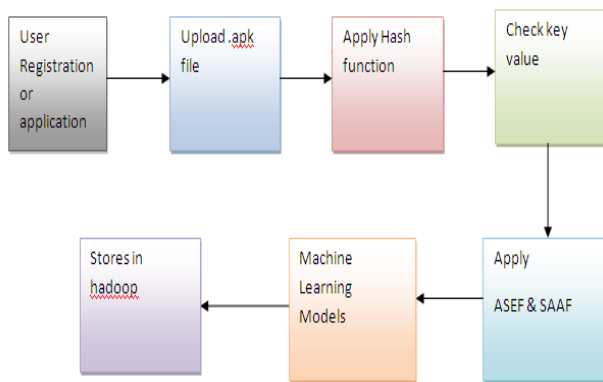 User
Registration
or
application
Upload .apk
file
Apply Hash
function
Check key
value
Apply
ASEF & SAAF
Machine
Learning
Models
Stores in
hadoop